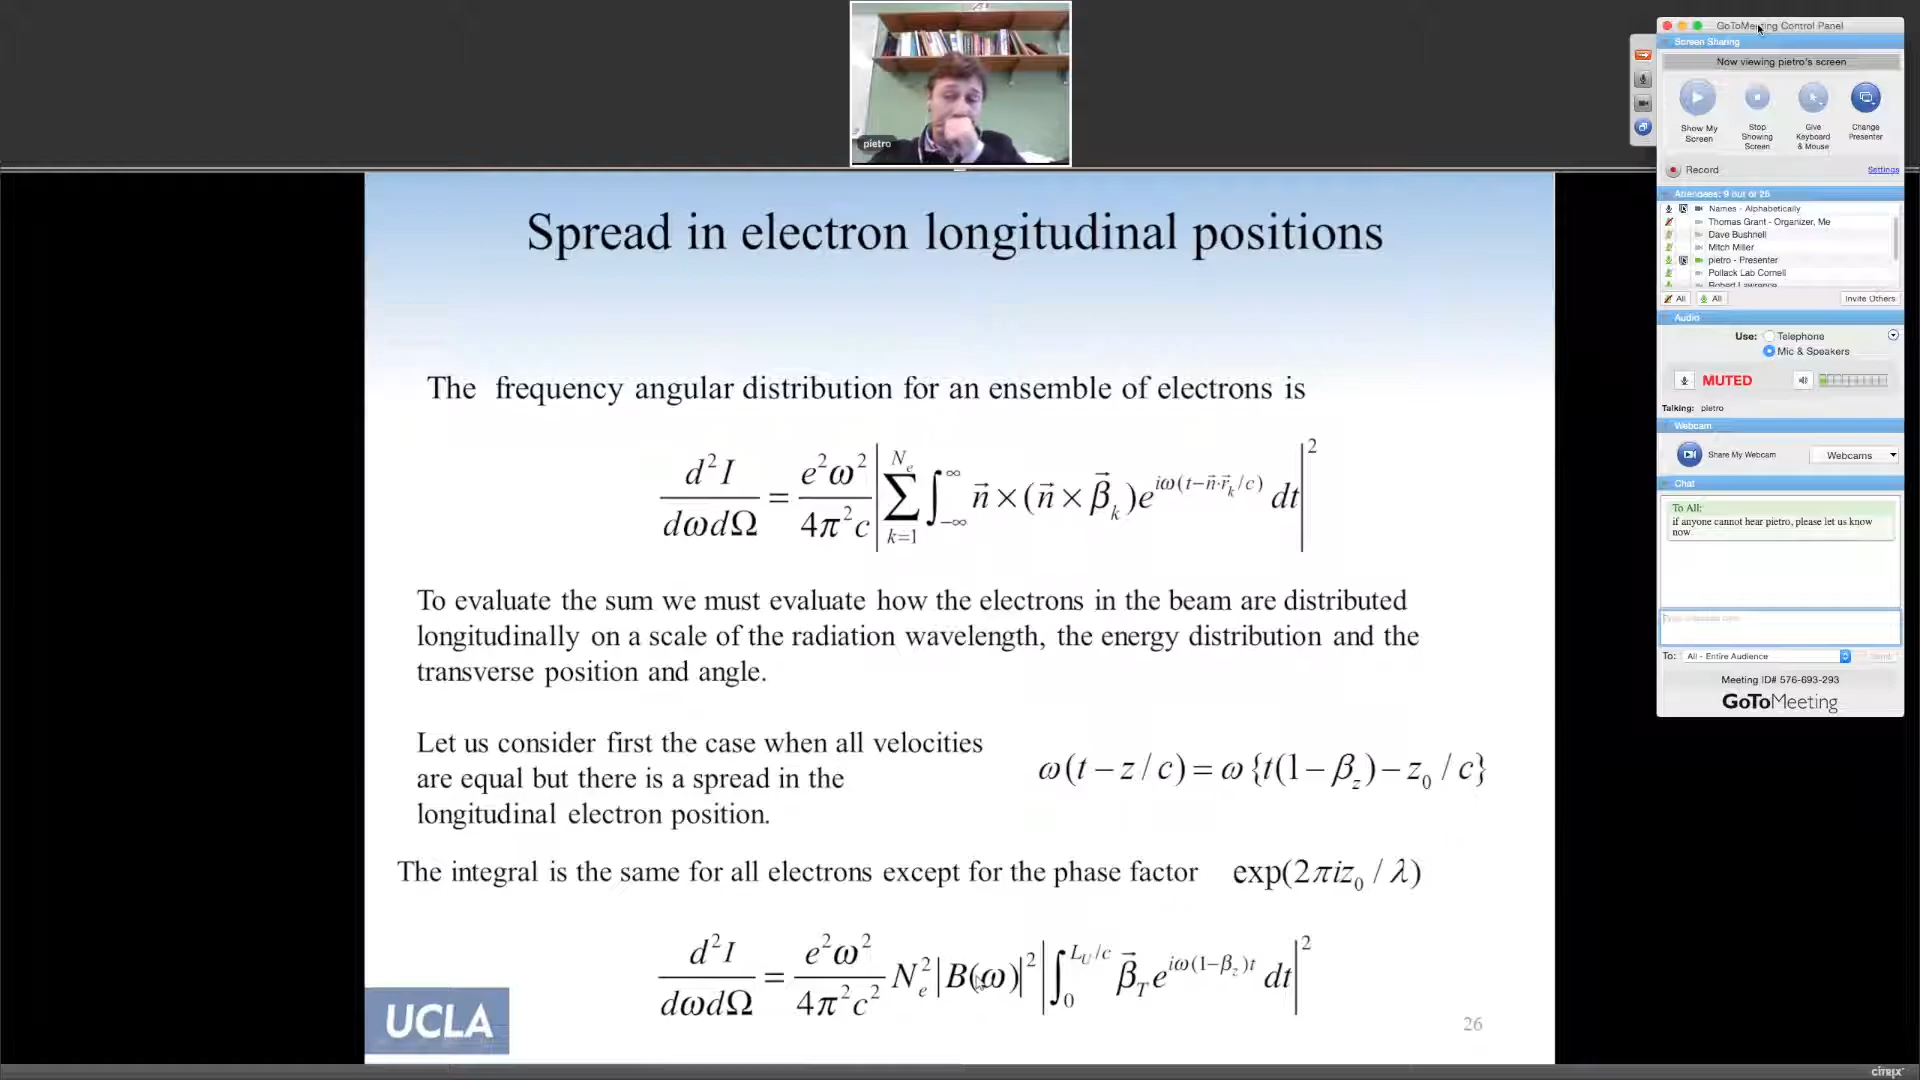 pietro
Spread in electron longitudinal positions
The frequency angular distribution for an ensemble of electrons is
d²I/dωdΩ = e²ω²/4π²c |∑_{k=1}^{N_e} ∫_{-∞}^{∞} n⃗ × (n⃗ × β⃗_k) e^{iω(t−n⃗·r⃗_k/c)} dt|²
To evaluate the sum we must evaluate how the electrons in the beam are distributed
longitudinally on a scale of the radiation wavelength, the energy distribution and the
transverse position and angle.
Let us consider first the case when all velocities
are equal but there is a spread in the
longitudinal electron position.
ω(t − z / c) = ω {t(1 − β_z) − z_0 / c}
The integral is the same for all electrons except for the phase factor exp(2πiz_0 / λ)
d²I/dωdΩ = e²ω²/4π²c² N_e² |B(ω)|² |∫_0^{L_U/c} β⃗_T e^{iω(1−β_z)t} dt|²
UCLA
26
GoToMeeting Control Panel
Screen Sharing
Now viewing pietro's screen
Show My Screen
Stop Showing Screen
Give Keyboard & Mouse
Change Presenter
Record
Settings
Attendees: 9 out of 26
Names - Alphabetically
Thomas Grant - Organizer, Me
Dave Bushnell
Mitch Miller
pietro - Presenter
Pollack Lab Cornell
Robert Lawrence
All
All
Invite Others
Audio
Use: Telephone
Mic & Speakers
MUTED
Talking: pietro
Webcam
Share My Webcam
Webcams
Chat
To All:
if anyone cannot hear pietro, please let us know
now
To: All - Entire Audience
Send
Meeting ID# 576-693-293
GoToMeeting
CITRIX